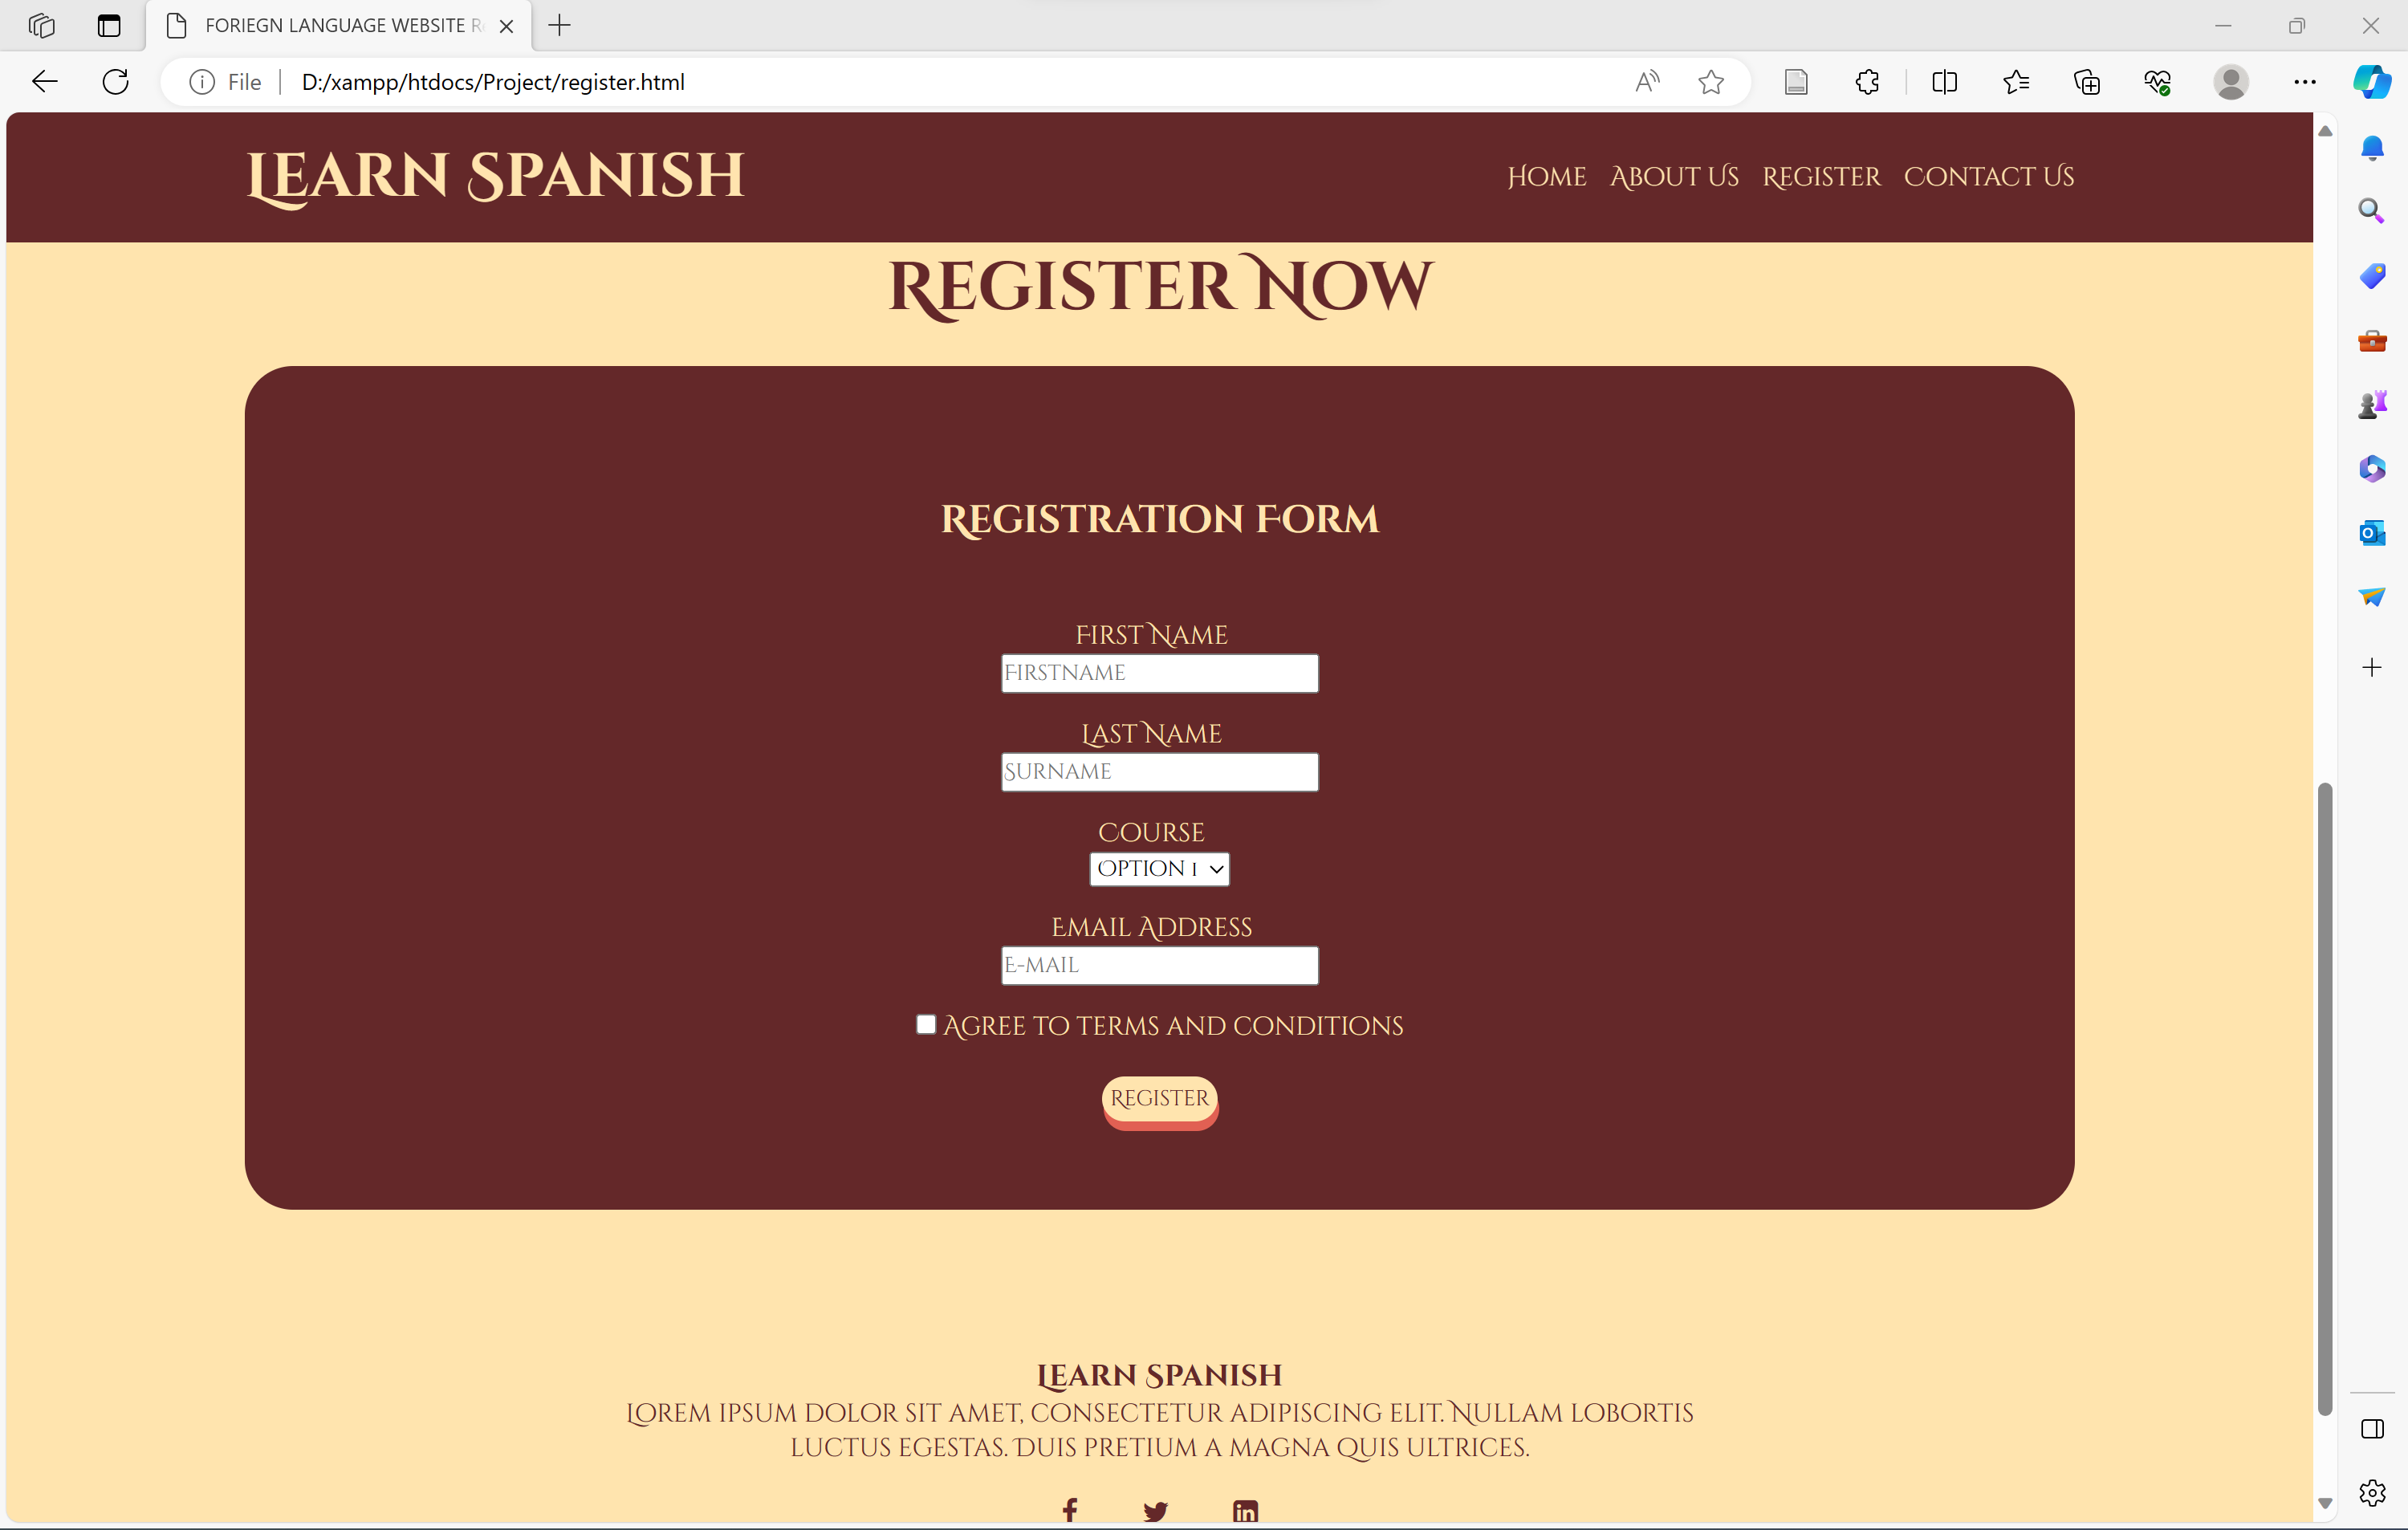 FORIEGN LANGUAGE WEBSITE R
File
D:/xampp/htdocs/Project/register.html
Learn Spanish
Home About Us Register Contact Us
Register Now
Registration Form
First Name
Firstname
Last Name
Surname
Course
Option 1
Email Address
E-mail
Agree to terms and conditions
Register
Learn Spanish
Lorem ipsum dolor sit amet, consectetur adipiscing elit. Nullam lobortis
luctus egestas. Duis pretium a magna quis ultrices.